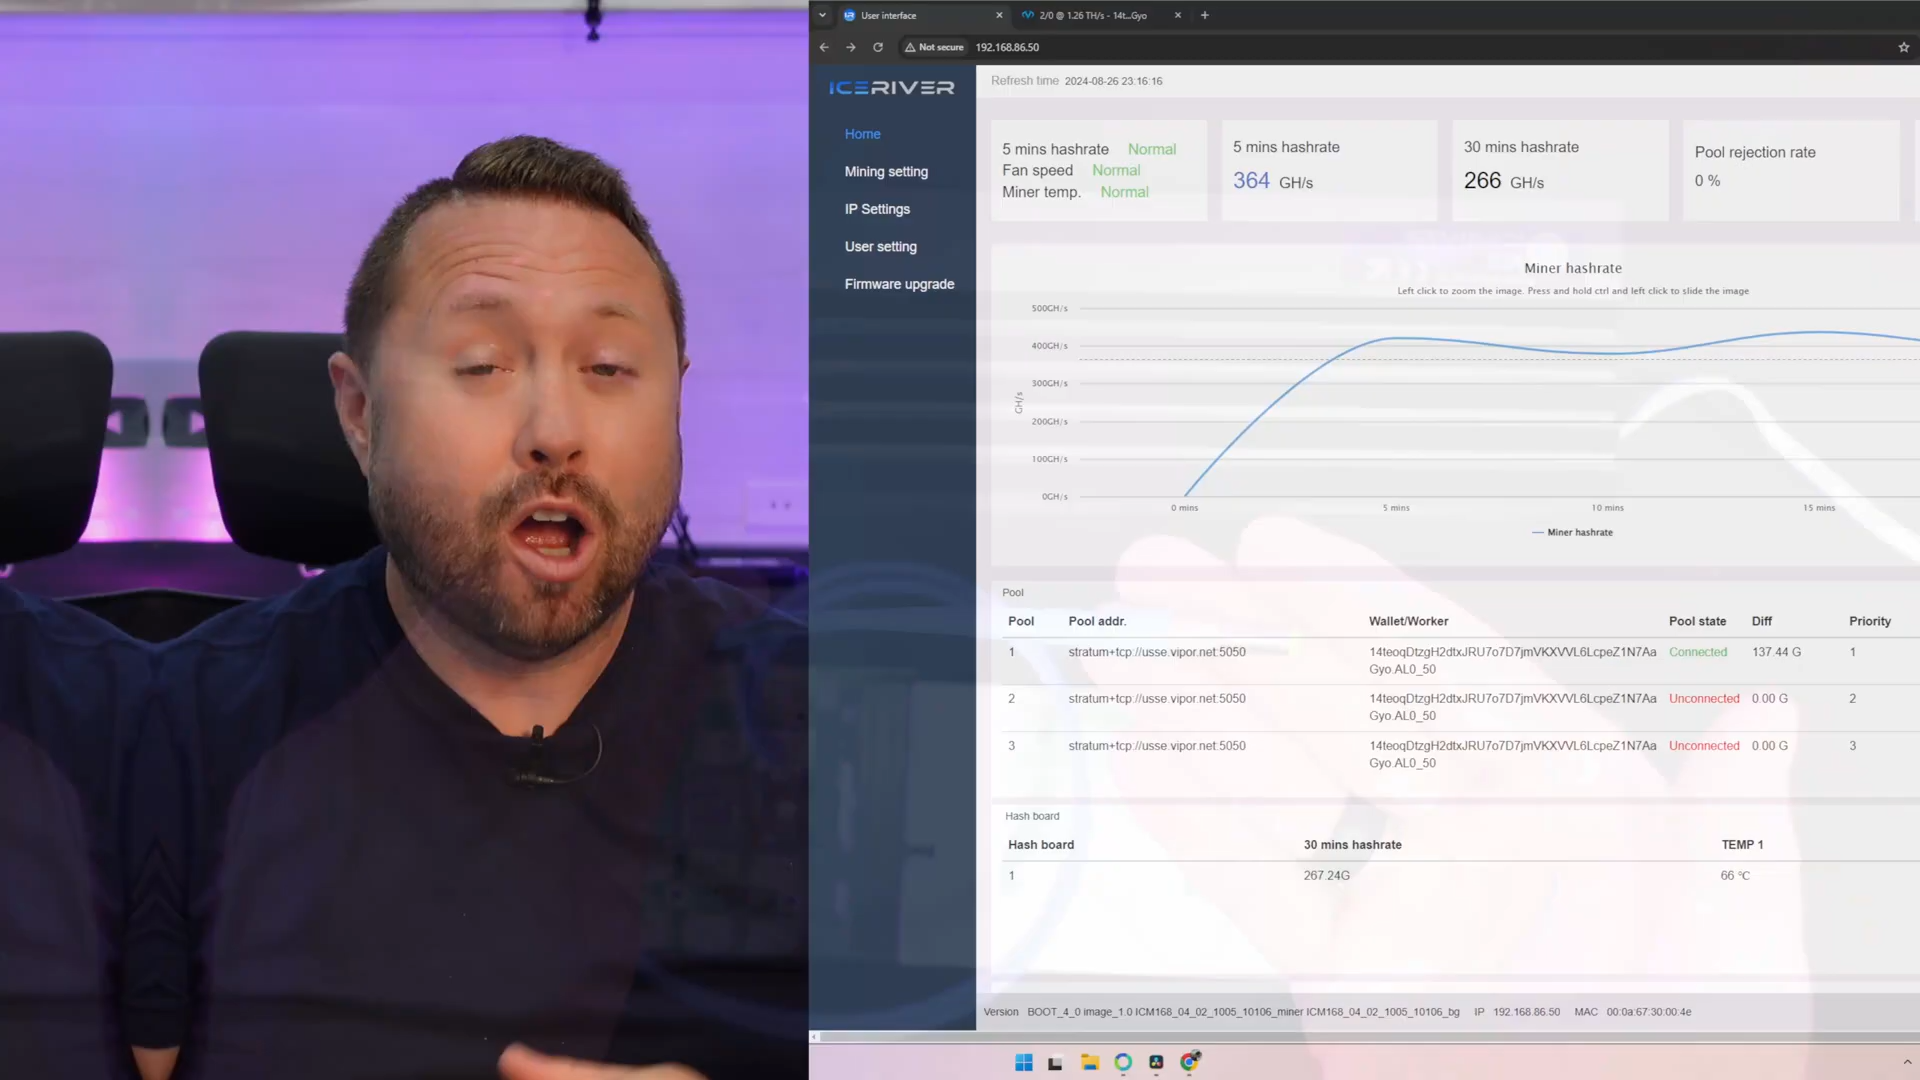 User interface
2/0 @ 1.26 TH/s - 14t...Gyo
Not secure
192.168.86.50
ICERIVER
Home
Mining setting
IP Settings
User setting
Firmware upgrade
Refresh time 2024-08-26 23:16:16
5 mins hashrate Normal
Fan speed Normal
Miner temp. Normal
5 mins hashrate
364 GH/s
30 mins hashrate
266 GH/s
Pool rejection rate
0 %
Miner hashrate
Left click to zoom the image. Press and hold ctrl and left click to slide the image
GH/s
500GH/s
400GH/s
300GH/s
200GH/s
100GH/s
0GH/s
0 mins
5 mins
10 mins
15 mins
Miner hashrate
Pool
Pool Pool addr. Wallet/Worker Pool state Diff Priority
1 stratum+tcp://usse.vipor.net:5050 14teoqDtzgH2dtxJRU7o7D7jmVKXVVL6LcpeZ1N7Aa Connected 137.44 G 1
Gyo.AL0_50
2 stratum+tcp://usse.vipor.net:5050 14teoqDtzgH2dtxJRU7o7D7jmVKXVVL6LcpeZ1N7Aa Unconnected 0.00 G 2
Gyo.AL0_50
3 stratum+tcp://usse.vipor.net:5050 14teoqDtzgH2dtxJRU7o7D7jmVKXVVL6LcpeZ1N7Aa Unconnected 0.00 G 3
Gyo.AL0_50
Hash board
Hash board 30 mins hashrate TEMP 1
1 267.24G 66 °C
Version BOOT_4_0 image_1.0 ICM168_04_02_1005_10106_miner ICM168_04_02_1005_10106_bg IP 192.168.86.50 MAC 00:0a:67:30:00:4e